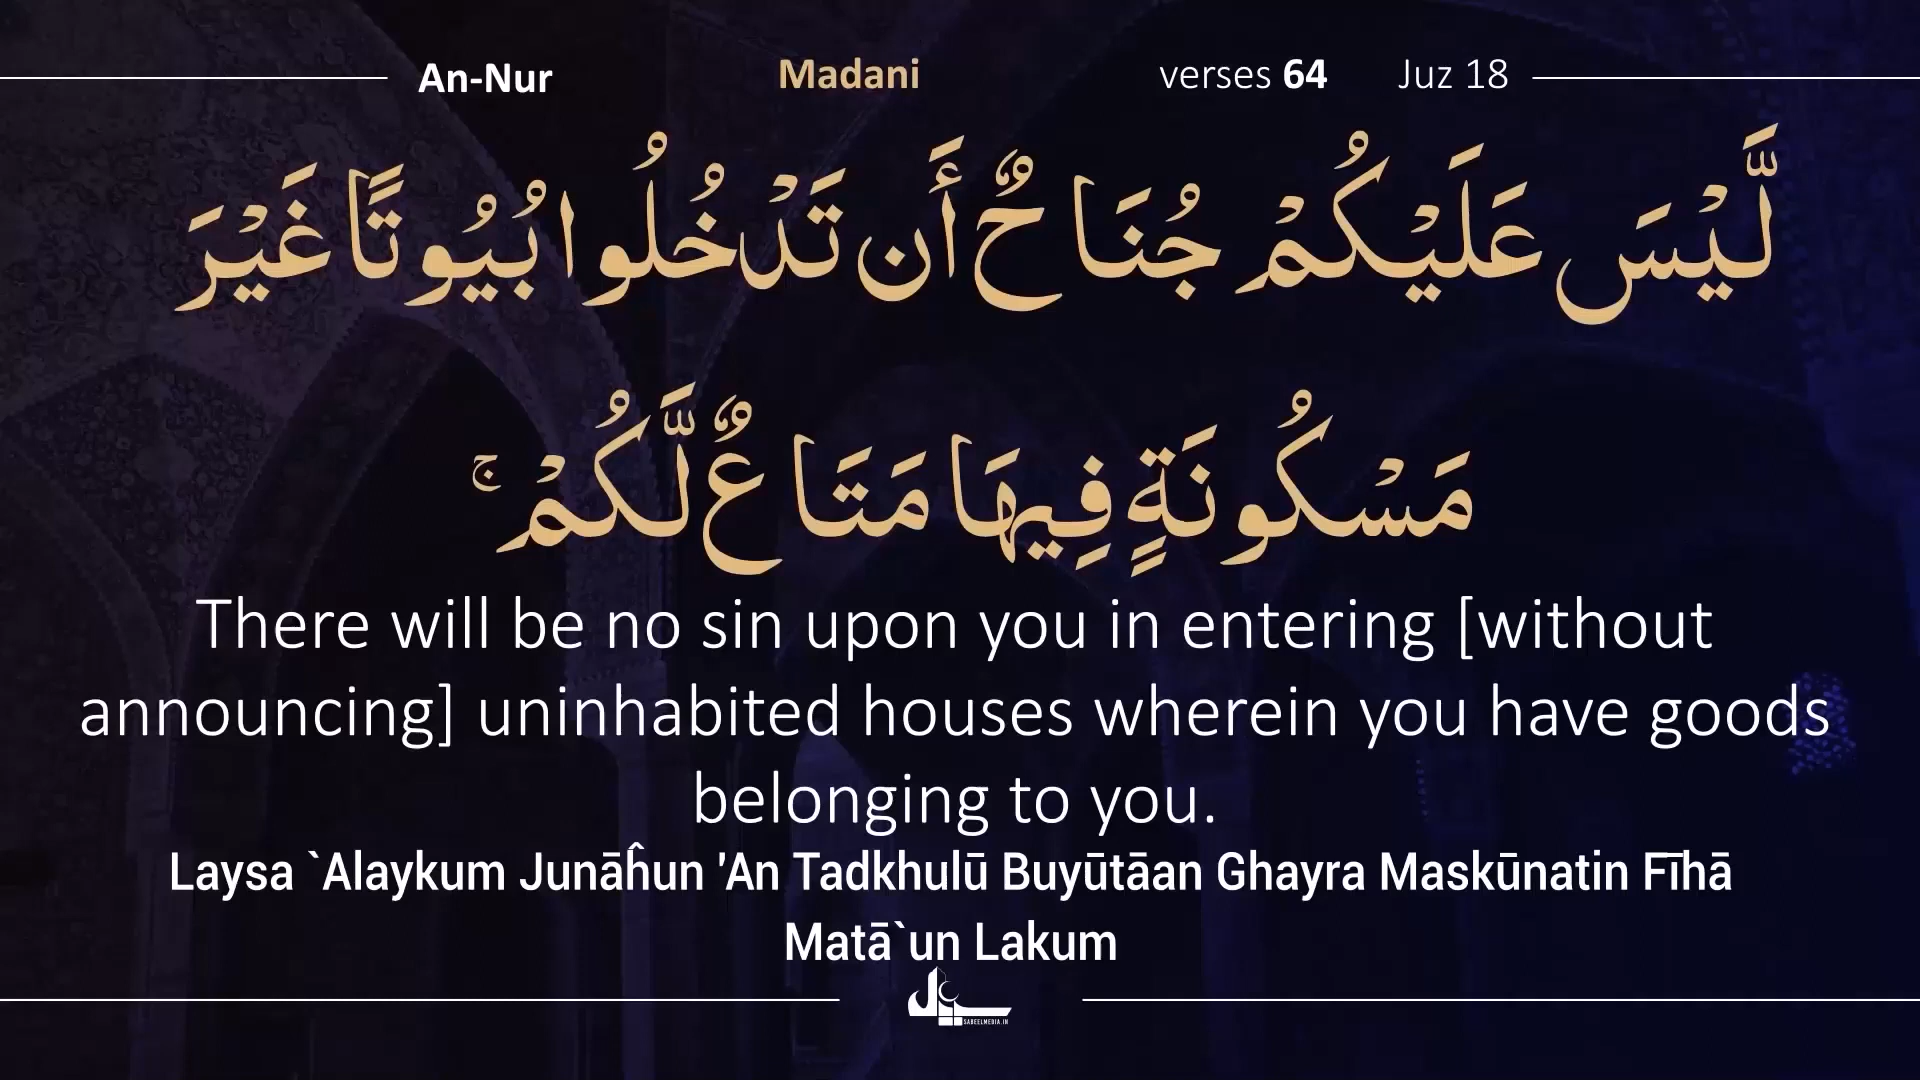 An-Nur Madani verses 64 Juz 18
لَّيْسَ عَلَيْكُمْ جُنَاحٌ أَن تَدْخُلُوا بُيُوتًا غَيْرَ
مَسْكُونَةٍ فِيهَا مَتَاعٌ لَّكُمْ ۚ
There will be no sin upon you in entering [without
announcing] uninhabited houses wherein you have goods
belonging to you.
Laysa `Alaykum Junāĥun 'An Tadkhulū Buyūtāan Ghayra Maskūnatin Fīhā
Matā`un Lakum
SABEELMEDIA.IN